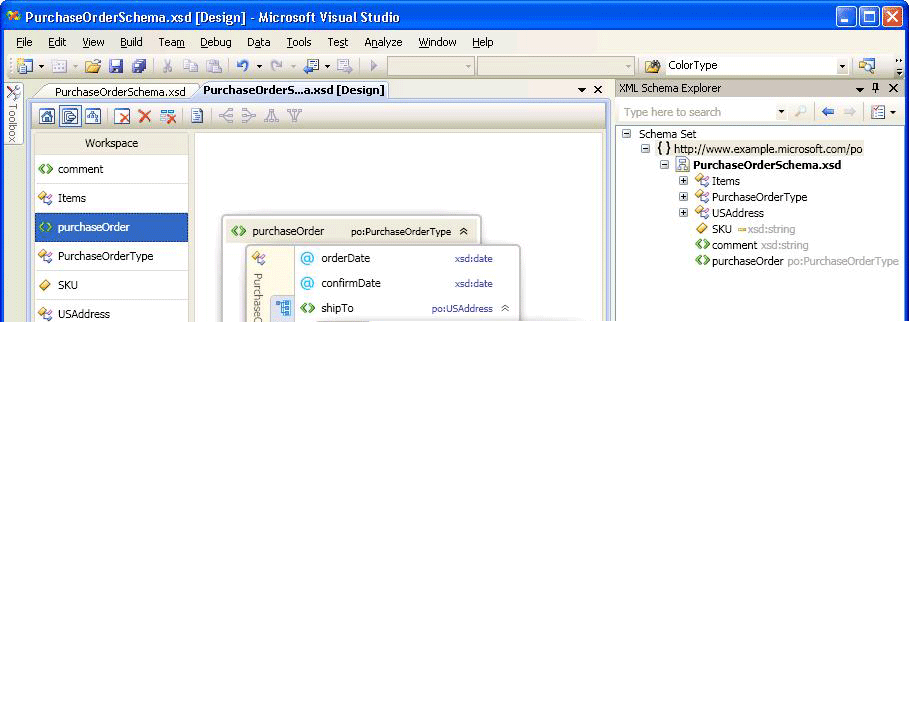 PurchaseOrderSchema.xsd [Design] - Microsoft Visual Studio
File Edit View Build Team Debug Data Tools Test Analyze Window Help
ColorType
Toolbox
PurchaseOrderSchema.xsd PurchaseOrderS...a.xsd [Design]
Workspace
comment
Items
purchaseOrder
PurchaseOrderType
SKU
USAddress
purchaseOrder po:PurchaseOrderType
PurchaseC
@ orderDate xsd:date
@ confirmDate xsd:date
shipTo po:USAddress
XML Schema Explorer
Type here to search
Schema Set
{ } http://www.example.microsoft.com/po
PurchaseOrderSchema.xsd
Items
PurchaseOrderType
USAddress
SKU xsd:string
comment xsd:string
purchaseOrder po:PurchaseOrderType